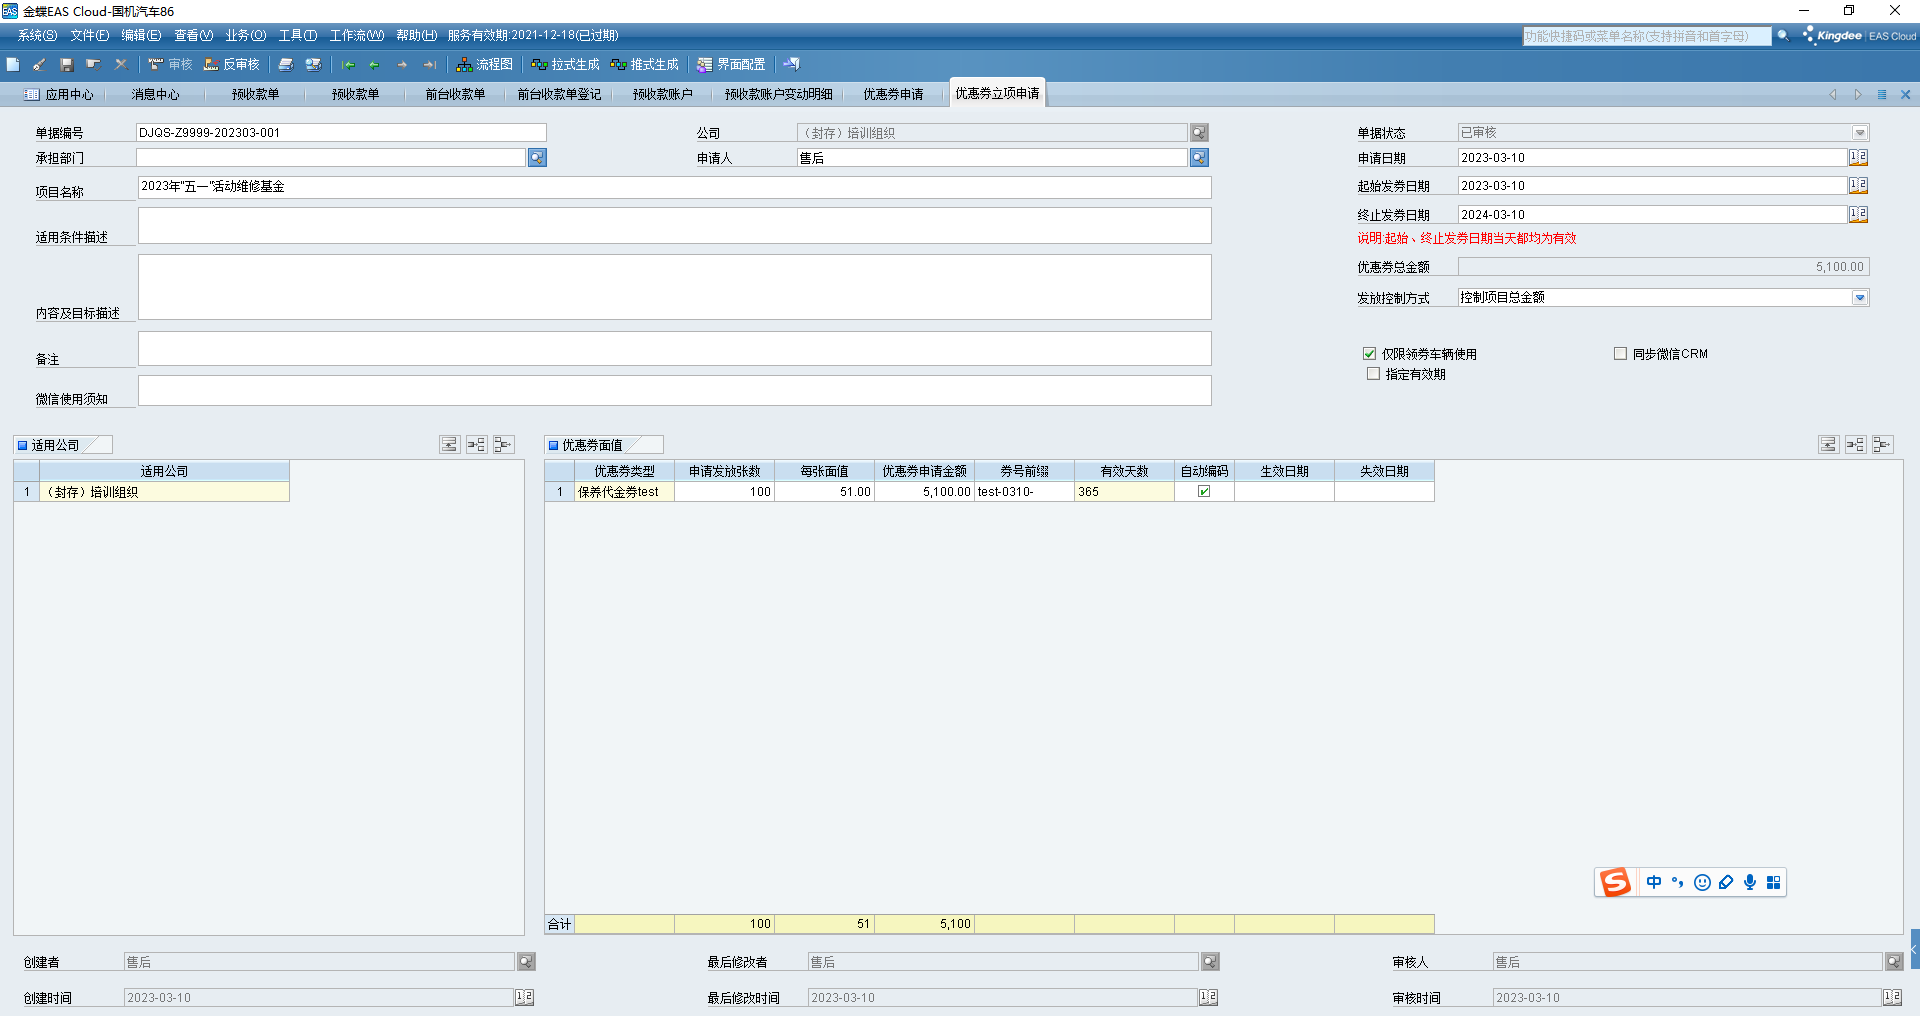 金蝶EAS Cloud-国机汽车86
系统(S) 文件(F) 编辑(E) 查看(V) 业务(O) 工具(T) 工作流(W) 帮助(H) 服务有效期:2021-12-18(已过期)
功能快捷码或菜单名称(支持拼音和首字母)
Kingdee EAS Cloud
审核 反审核 流程图 拉式生成 推式生成 界面配置
应用中心 消息中心 预收款单 预收款单 前台收款单 前台收款单登记 预收款账户 预收款账户变动明细 优惠券申请 优惠券立项申请
单据编号 DJQS-Z9999-202303-001 公司 （封存）培训组织 单据状态 已审核
承担部门 申请人 售后 申请日期 2023-03-10
项目名称 2023年"五一"活动维修基金 起始发券日期 2023-03-10
终止发券日期 2024-03-10
适用条件描述 说明:起始、终止发券日期当天都均为有效
优惠券总金额 5,100.00
内容及目标描述 发放控制方式 控制项目总金额
备注 仅限领券车辆使用 同步微信CRM
指定有效期
微信使用须知
适用公司 优惠券面值
适用公司
1 （封存）培训组织
优惠券类型 申请发放张数 每张面值 优惠券申请金额 券号前缀 有效天数 自动编码 生效日期 失效日期
1 保养代金券test 100 51.00 5,100.00 test-0310- 365
中
合计 100 51 5,100
创建者 售后 最后修改者 售后 审核人 售后
创建时间 2023-03-10 最后修改时间 2023-03-10 审核时间 2023-03-10